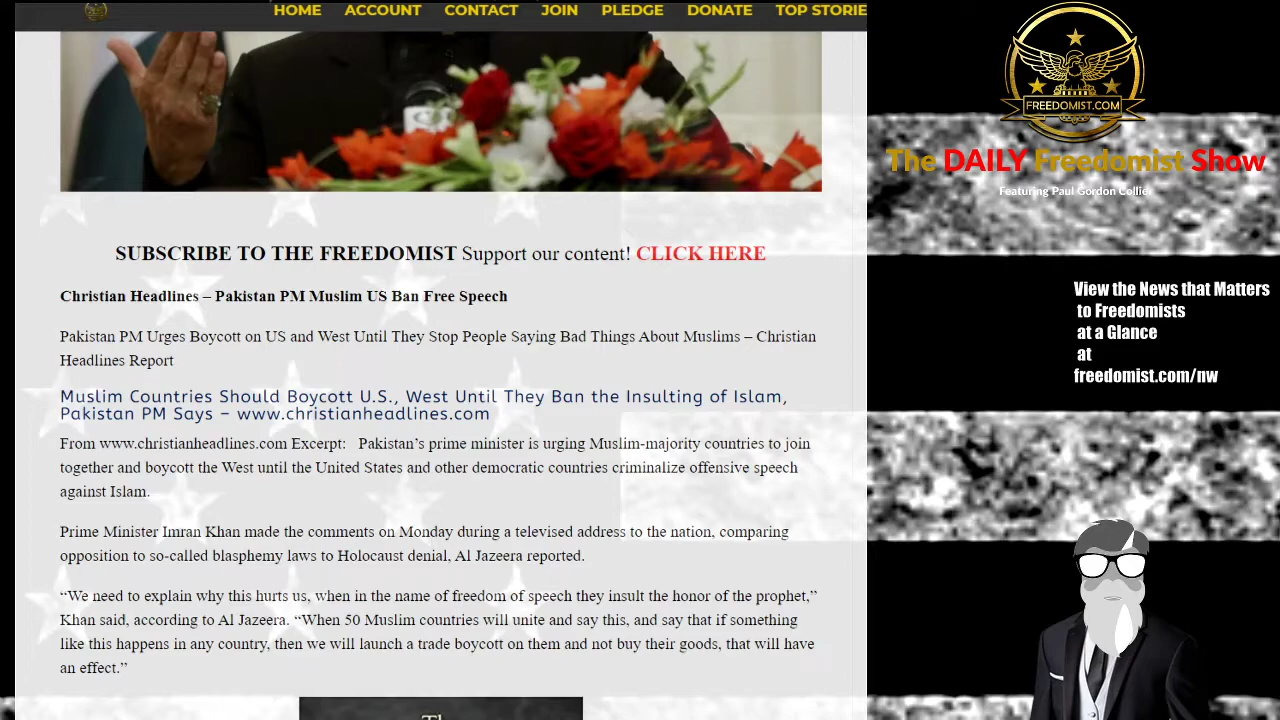 HOME ACCOUNT CONTACT JOIN PLEDGE DONATE TOP STORIE
SUBSCRIBE TO THE FREEDOMIST Support our content! CLICK HERE
Christian Headlines – Pakistan PM Muslim US Ban Free Speech
Pakistan PM Urges Boycott on US and West Until They Stop People Saying Bad Things About Muslims – Christian
Headlines Report
Muslim Countries Should Boycott U.S., West Until They Ban the Insulting of Islam,
Pakistan PM Says – www.christianheadlines.com
From www.christianheadlines.com Excerpt: Pakistan’s prime minister is urging Muslim-majority countries to join
together and boycott the West until the United States and other democratic countries criminalize offensive speech
against Islam.
Prime Minister Imran Khan made the comments on Monday during a televised address to the nation, comparing
opposition to so-called blasphemy laws to Holocaust denial, Al Jazeera reported.
“We need to explain why this hurts us, when in the name of freedom of speech they insult the honor of the prophet,”
Khan said, according to Al Jazeera. “When 50 Muslim countries will unite and say this, and say that if something
like this happens in any country, then we will launch a trade boycott on them and not buy their goods, that will have
an effect.”
FREEDOMIST.COM
The DAILY Freedomist Show
Featuring Paul Gordon Collie
View the News that Matters
to Freedomists
at a Glance
at
freedomist.com/nw